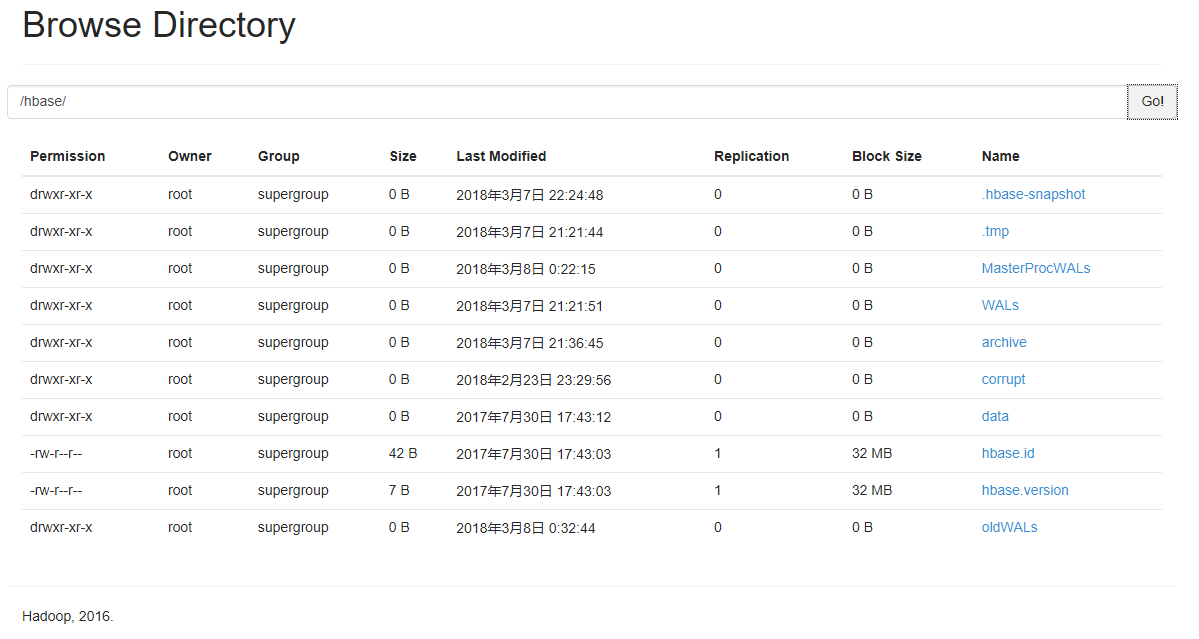 Browse Directory
/hbase/ Go!
Permission Owner Group Size Last Modified Replication Block Size Name
drwxr-xr-x root supergroup 0 B 2018年3月7日 22:24:48 0 0 B .hbase-snapshot
drwxr-xr-x root supergroup 0 B 2018年3月7日 21:21:44 0 0 B .tmp
drwxr-xr-x root supergroup 0 B 2018年3月8日 0:22:15 0 0 B MasterProcWALs
drwxr-xr-x root supergroup 0 B 2018年3月7日 21:21:51 0 0 B WALs
drwxr-xr-x root supergroup 0 B 2018年3月7日 21:36:45 0 0 B archive
drwxr-xr-x root supergroup 0 B 2018年2月23日 23:29:56 0 0 B corrupt
drwxr-xr-x root supergroup 0 B 2017年7月30日 17:43:12 0 0 B data
-rw-r--r-- root supergroup 42 B 2017年7月30日 17:43:03 1 32 MB hbase.id
-rw-r--r-- root supergroup 7 B 2017年7月30日 17:43:03 1 32 MB hbase.version
drwxr-xr-x root supergroup 0 B 2018年3月8日 0:32:44 0 0 B oldWALs
Hadoop, 2016.